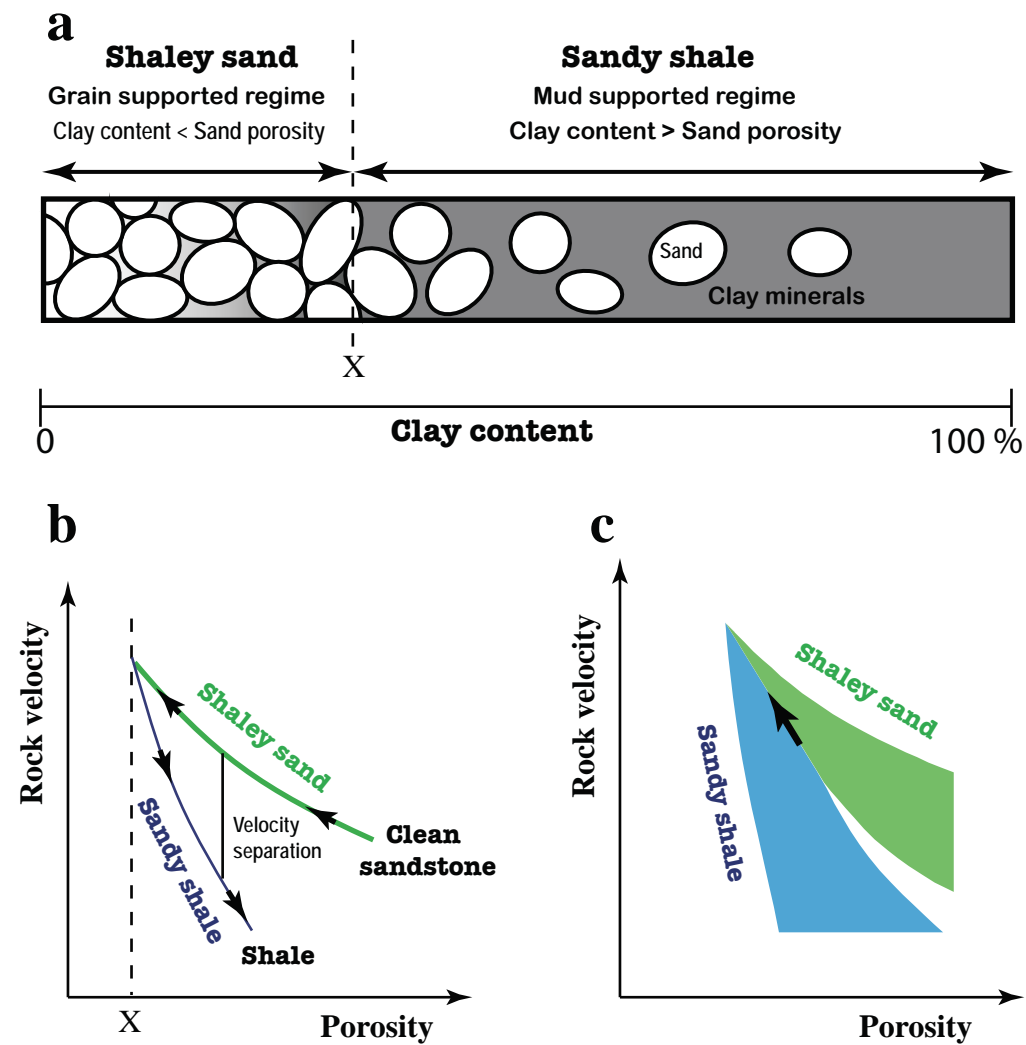 a
Shaley sand
Grain supported regime
Clay content < Sand porosity
Sandy shale
Mud supported regime
Clay content > Sand porosity
Sand
Clay minerals
X
0
Clay content
100 %
b
Rock velocity
Shaley sand
Sandy shale
Velocity
separation
Clean
sandstone
Shale
X
Porosity
c
Rock velocity
Shaley sand
Sandy shale
Porosity